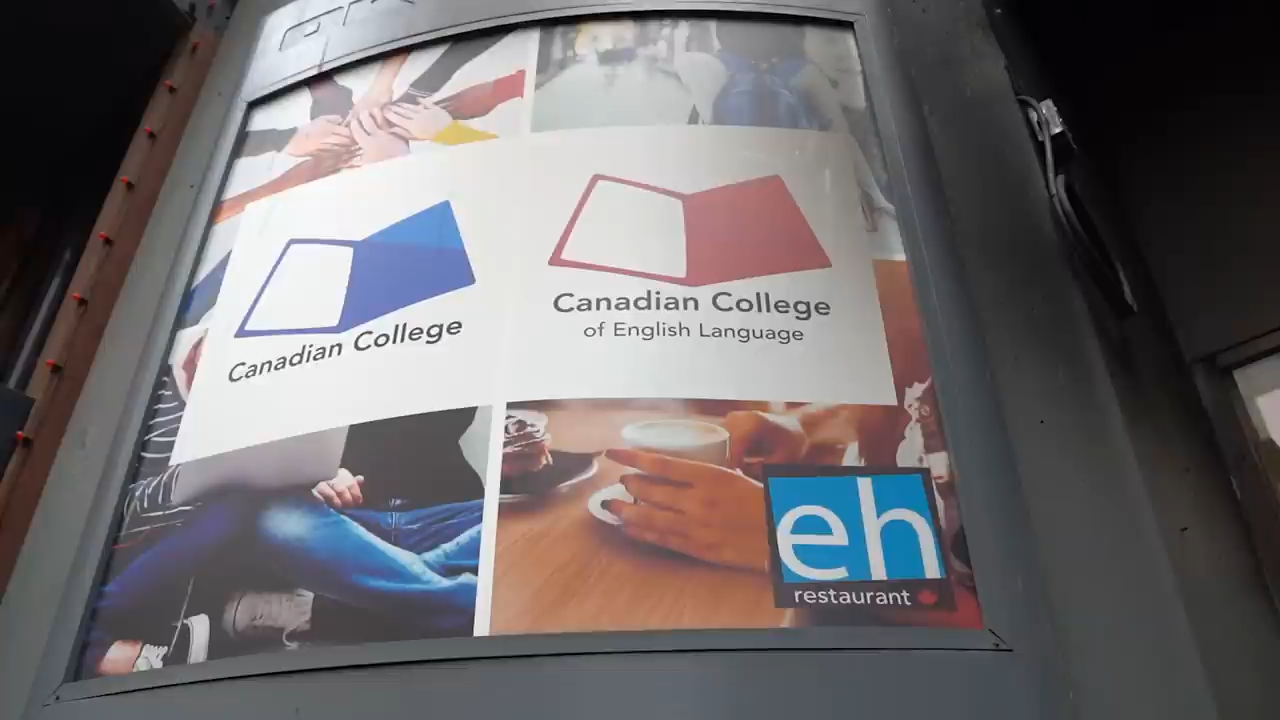 Canadian College
Canadian College
of English Language
eh
restaurant